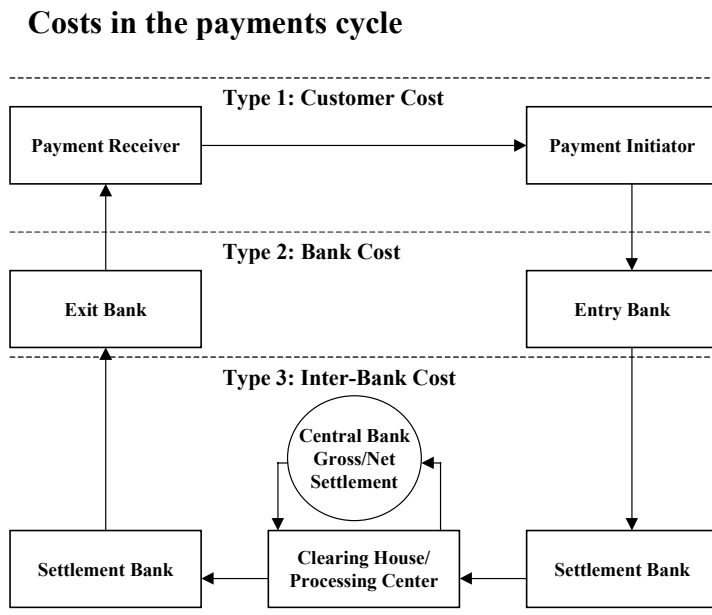 Costs in the payments cycle
Type 1: Customer Cost
Payment Receiver
Payment Initiator
Type 2: Bank Cost
Exit Bank
Entry Bank
Type 3: Inter-Bank Cost
Central Bank
Gross/Net
Settlement
Settlement Bank
Clearing House/
Processing Center
Settlement Bank